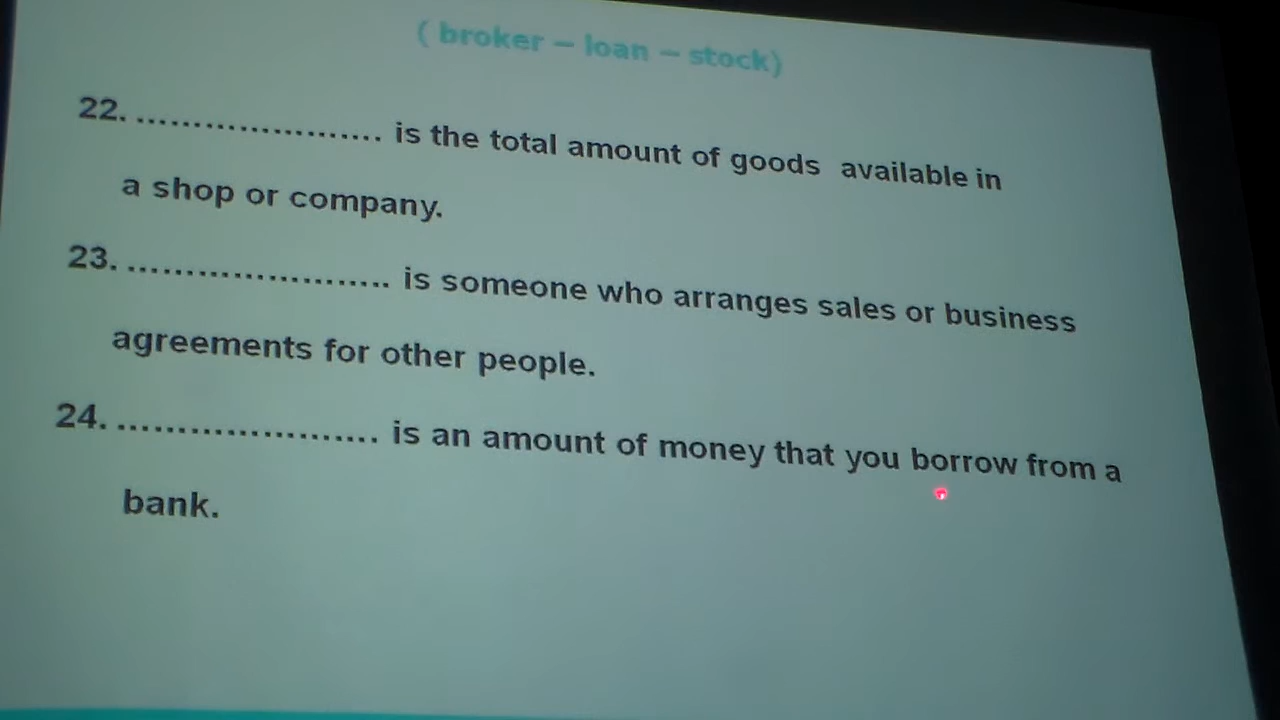 ( broker – loan – stock)
22. ...................... is the total amount of goods available in
a shop or company.
23. ....................... is someone who arranges sales or business
agreements for other people.
24. ....................... is an amount of money that you borrow from a
bank.